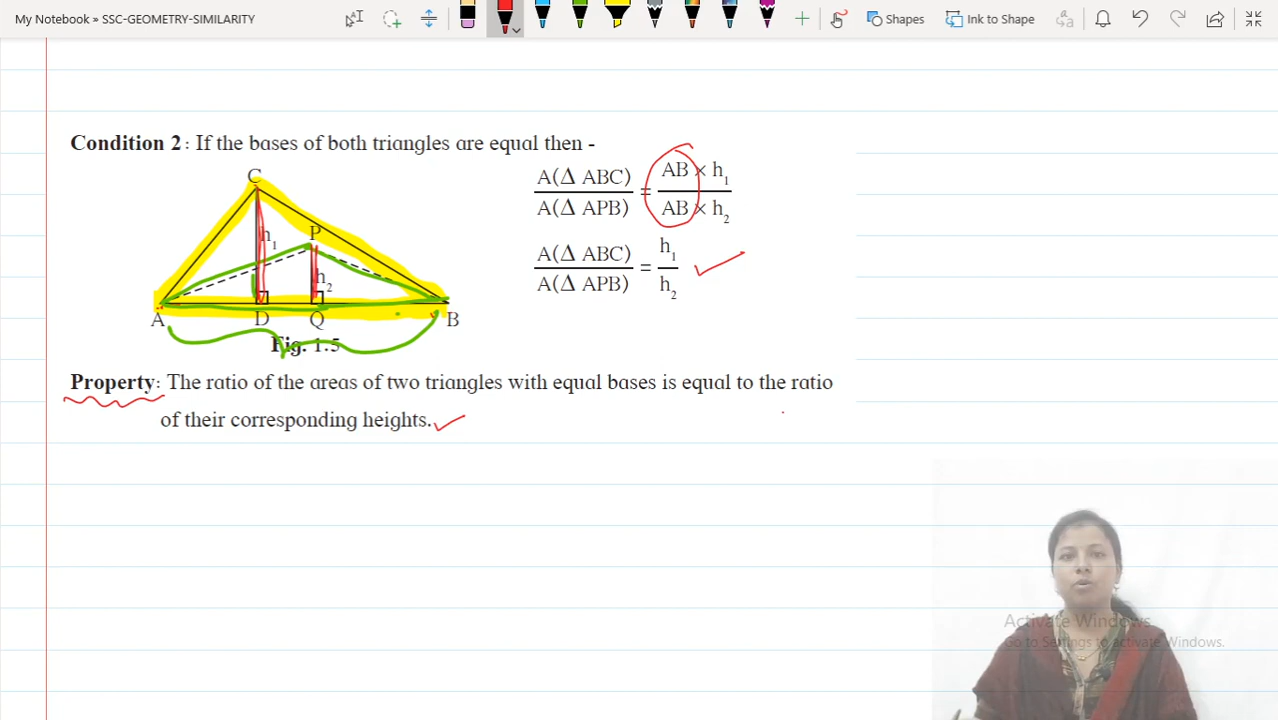 My Notebook » SSC-GEOMETRY-SIMILARITY
Shapes
Ink to Shape
Condition 2 : If the bases of both triangles are equal then -
A(Δ ABC) / A(Δ APB) = AB × h₁ / AB × h₂
A(Δ ABC) / A(Δ APB) = h₁ / h₂
C
h₁
P
h₂
A
D
Q
B
Fig. 1.5
Property: The ratio of the areas of two triangles with equal bases is equal to the ratio
of their corresponding heights.
Activate Windows
Go to Settings to activate Windows.